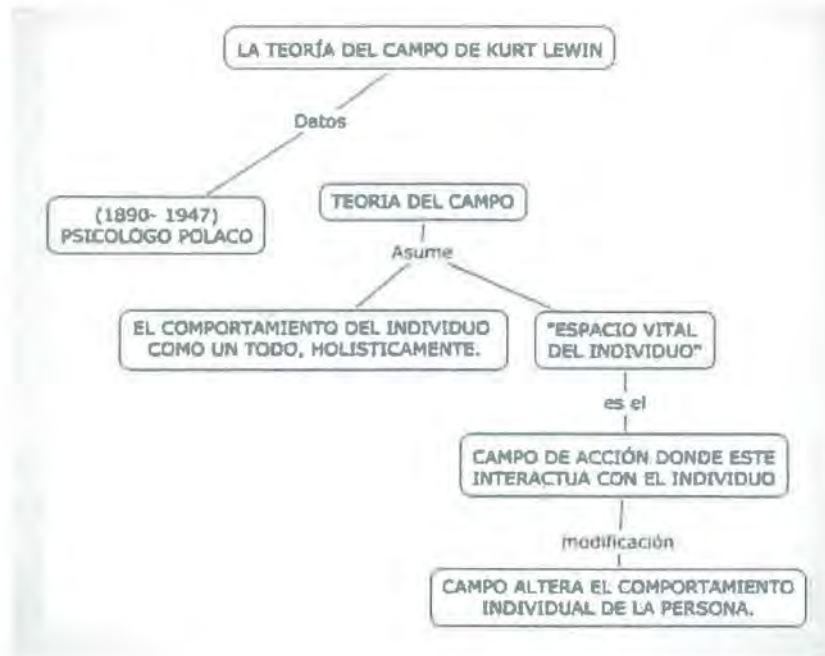 LA TEORÍA DEL CAMPO DE KURT LEWIN
Datos
(1890- 1947)
PSICOLOGO POLACO
TEORIA DEL CAMPO
Asume
EL COMPORTAMIENTO DEL INDIVIDUO
COMO UN TODO, HOLISTICAMENTE.
"ESPACIO VITAL
DEL INDIVIDUO"
es el
CAMPO DE ACCIÓN DONDE ESTE
INTERACTUA CON EL INDIVIDUO
modificación
CAMPO ALTERA EL COMPORTAMIENTO
INDIVIDUAL DE LA PERSONA.